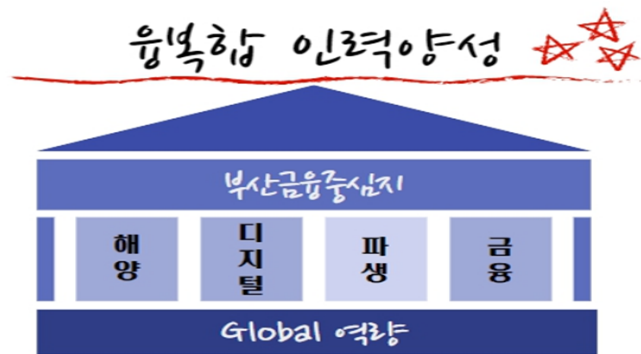 융복합 인력양성
부산금융중심지
해양
디지털
파생
금융
Global 역량